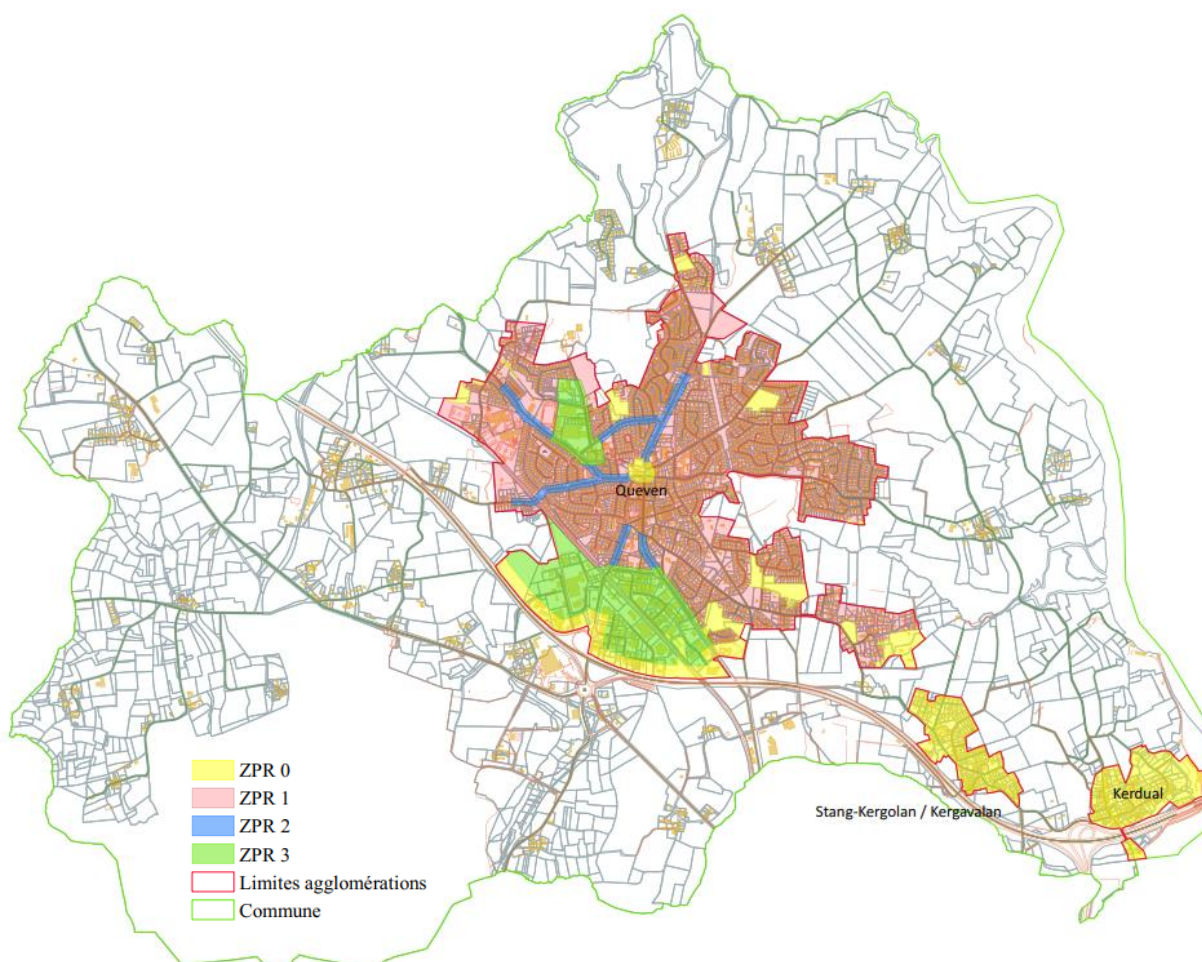 Queven
Kerdual
Stang-Kergolan / Kergavalan
ZPR 0
ZPR 1
ZPR 2
ZPR 3
Limites agglomérations
Commune